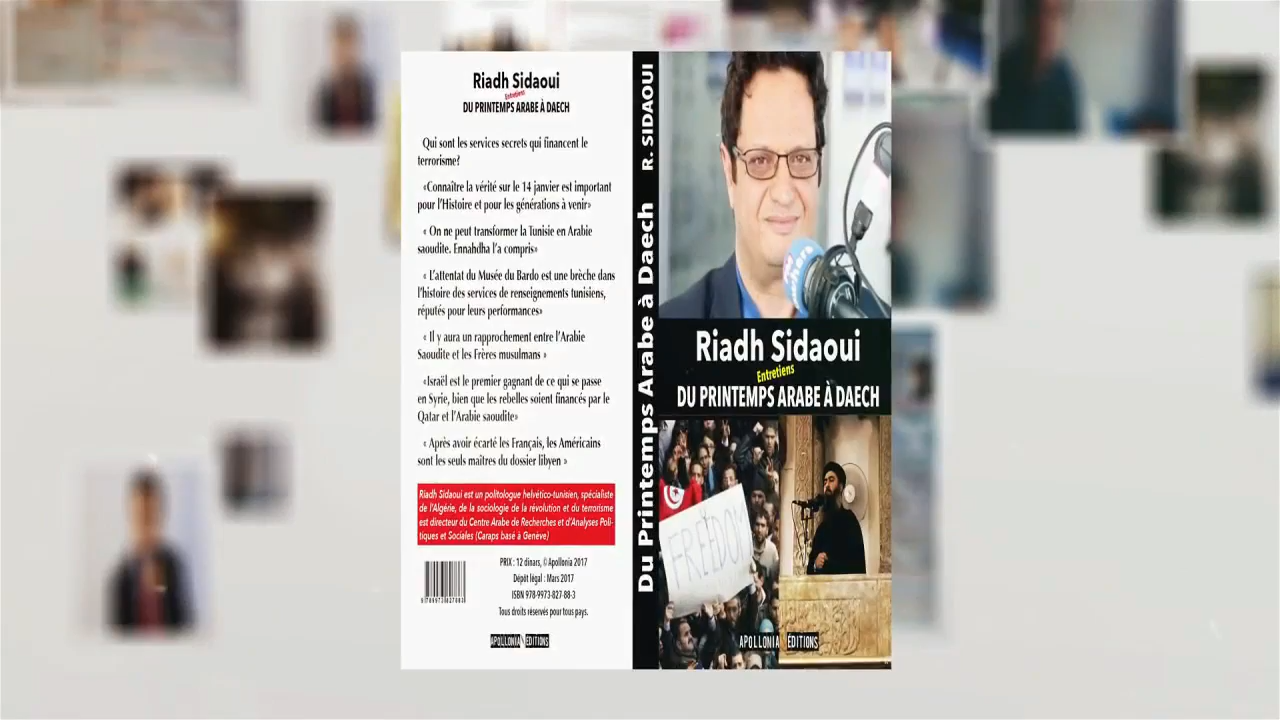 Riadh Sidaoui
Entretiens
DU PRINTEMPS ARABE À DAECH
Qui sont les services secrets qui financent le
terrorisme?
«Connaître la vérité sur le 14 janvier est important
pour l'Histoire et pour les générations à venir»
« On ne peut transformer la Tunisie en Arabie
saoudite. Ennahdha l'a compris»
« L'attentat du Musée du Bardo est une brèche dans
l'histoire des services de renseignements tunisiens,
réputés pour leurs performances»
« Il y aura un rapprochement entre l'Arabie
Saoudite et les Frères musulmans »
«Israël est le premier gagnant de ce qui se passe
en Syrie, bien que les rebelles soient financés par le
Qatar et l'Arabie saoudite»
« Après avoir écarté les Français, les Américains
sont les seuls maîtres du dossier libyen »
Riadh Sidaoui est un politologue helvético-tunisien, spécialiste
de l'Algérie, de la sociologie de la révolution et du terrorisme
est directeur du Centre Arabe de Recherches et d'Analyses Poli-
tiques et Sociales (Caraps basé à Genève)
PRIX : 12 dinars, © Apollonia 2017
Dépôt légal : Mars 2017
ISBN 978-9973-827-88-3
Tous droits réservés pour tous pays.
APOLLONIA ÉDITIONS
Du Printemps Arabe à Daech R. SIDAOUI
Riadh Sidaoui
Entretiens
DU PRINTEMPS ARABE À DAECH
FREEDOM
APOLLONIA ÉDITIONS